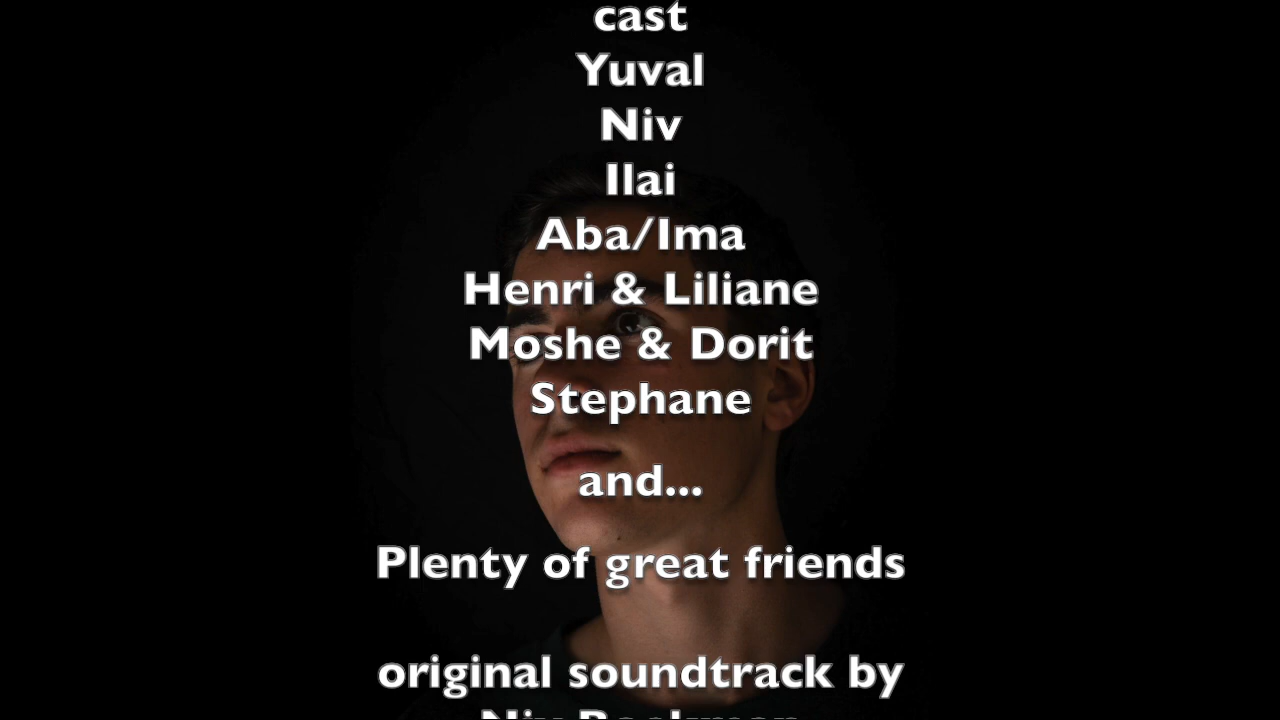 cast
Yuval
Niv
Ilai
Aba/Ima
Henri & Liliane
Moshe & Dorit
Stephane
and...
Plenty of great friends
original soundtrack by
Niv